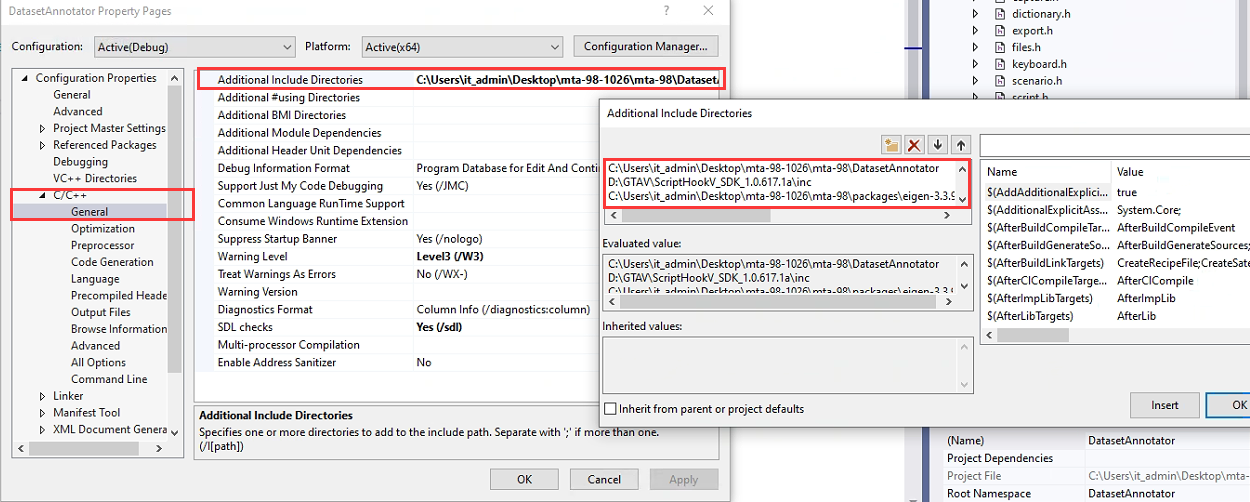 DatasetAnnotator Property Pages
Configuration: Active(Debug) Platform: Active(x64) Configuration Manager...
Configuration Properties
General
Advanced
Project Master Settings
Referenced Packages
Debugging
VC++ Directories
C/C++
General
Optimization
Preprocessor
Code Generation
Language
Precompiled Heade
Output Files
Browse Information
Advanced
All Options
Command Line
Linker
Manifest Tool
XML Document Genera
Additional Include Directories C:\Users\it_admin\Desktop\mta-98-1026\mta-98\DatasetA
Additional #using Directories
Additional BMI Directories
Additional Module Dependencies
Additional Header Unit Dependencies
Debug Information Format Program Database for Edit And Conti
Support Just My Code Debugging Yes (/JMC)
Common Language RunTime Support
Consume Windows Runtime Extension
Suppress Startup Banner Yes (/nologo)
Warning Level Level3 (/W3)
Treat Warnings As Errors No (/WX-)
Warning Version
Diagnostics Format Column Info (/diagnostics:column)
SDL checks Yes (/sdl)
Multi-processor Compilation
Enable Address Sanitizer No
Additional Include Directories
Specifies one or more directories to add to the include path. Separate with ';' if more than one.
(/I[path])
OK Cancel Apply
dictionary.h
export.h
files.h
keyboard.h
scenario.h
script.h
Additional Include Directories
C:\Users\it_admin\Desktop\mta-98-1026\mta-98\DatasetAnnotator
D:\GTAV\ScriptHookV_SDK_1.0.617.1a\inc
C:\Users\it_admin\Desktop\mta-98-1026\mta-98\packages\eigen-3.3.9
Evaluated value:
C:\Users\it_admin\Desktop\mta-98-1026\mta-98\DatasetAnnotator
D:\GTAV\ScriptHookV_SDK_1.0.617.1a\inc
C:\Users\it_admin\Desktop\mta-98-1026\mta-98\packages\eigen-3.3.9
Inherited values:
Inherit from parent or project defaults
Name Value
$(AddAdditionalExplici... true
$(AdditionalExplicitAss... System.Core;
$(AfterBuildCompileTar... AfterBuildCompileEvent
$(AfterBuildGenerateSo... AfterBuildGenerateSources;
$(AfterBuildLinkTargets) CreateRecipeFile;CreateSate
$(AfterClCompileTarge... AfterClCompile
$(AfterImpLibTargets) AfterImpLib
$(AfterLibTargets) AfterLib
Insert OK
(Name) DatasetAnnotator
Project Dependencies
Project File C:\Users\it_admin\Desktop\mta
Root Namespace DatasetAnnotator